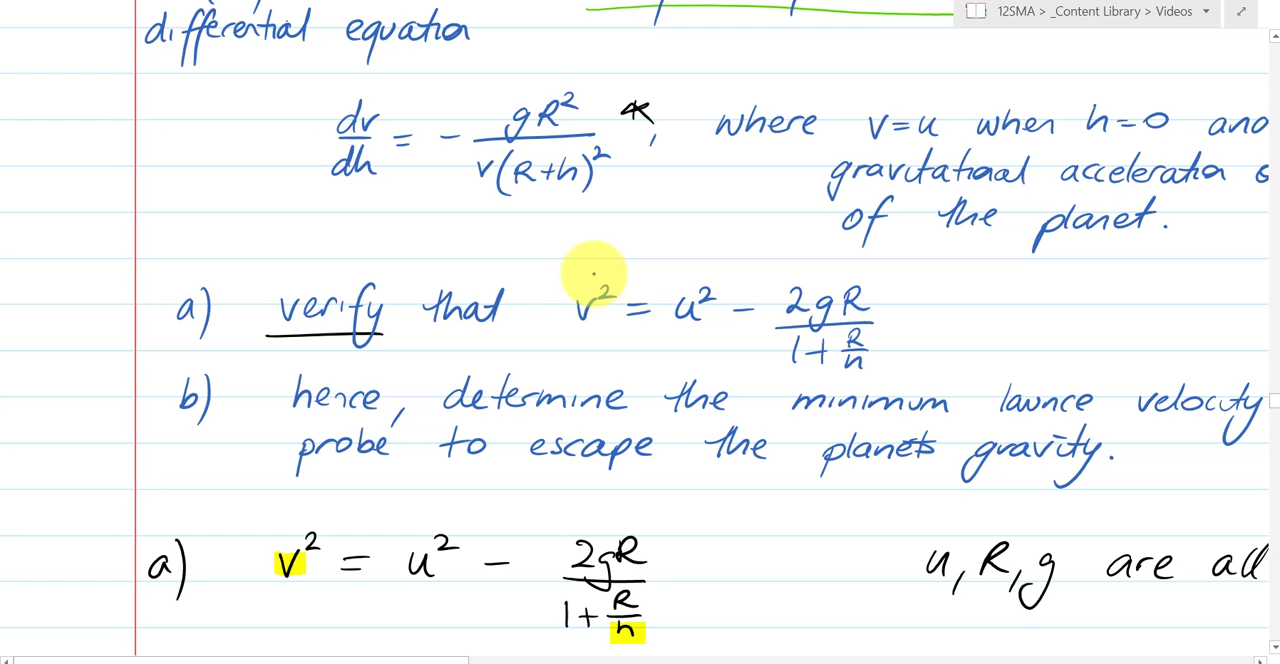 12SMA > _Content Library > Videos
differential equation
dv/dh = - gR²/v(R+h)² *, where v=u when h=0 and
gravitational acceleration
of the planet.
a) verify that v² = u² - 2gR/1+R/h
b) hence, determine the minimum launce velocity
probe to escape the planets gravity.
a) v² = u² - 2gR/1+R/h u, R, g are all